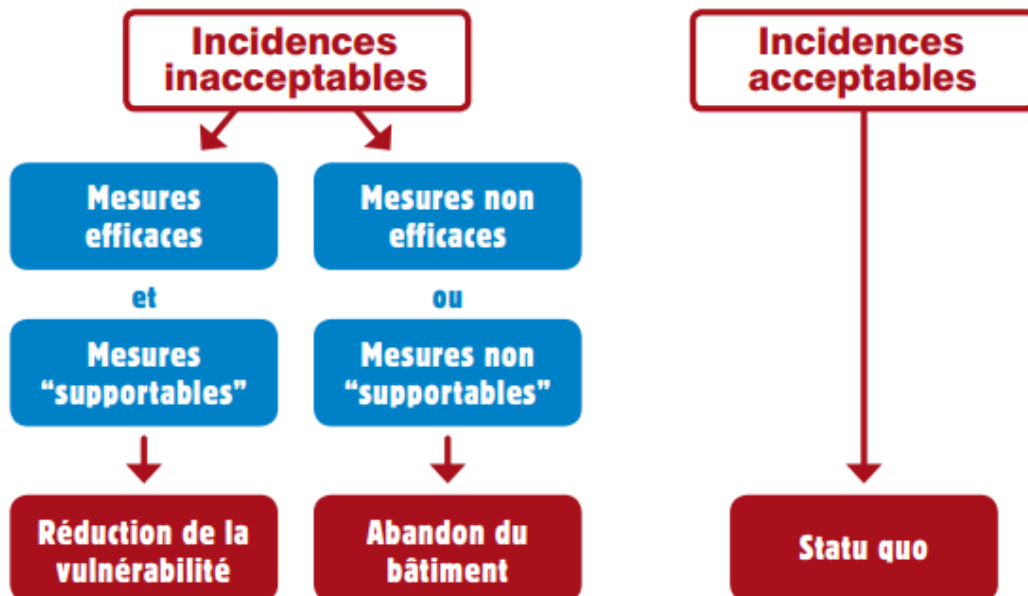 Incidences
inacceptables
Incidences
acceptables
Mesures
efficaces
Mesures non
efficaces
et
ou
Mesures
“supportables”
Mesures non
“supportables”
Réduction de la
vulnérabilité
Abandon du
bâtiment
Statu quo